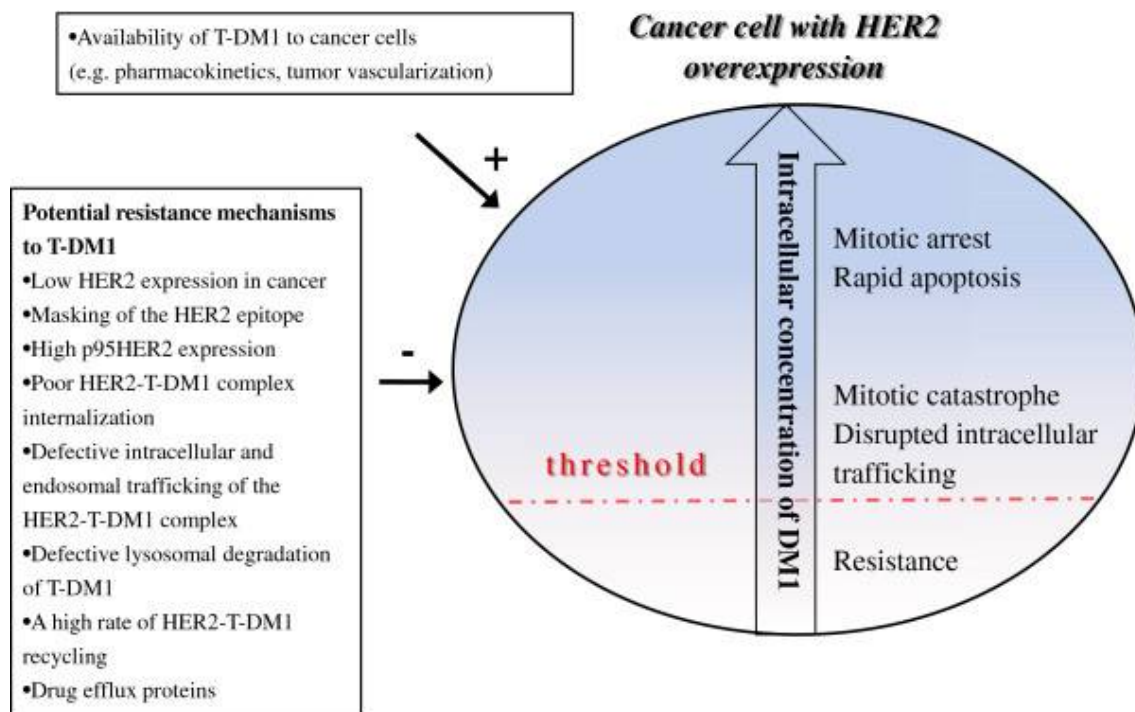 •Availability of T-DM1 to cancer cells
(e.g. pharmacokinetics, tumor vascularization)
Cancer cell with HER2
overexpression
+
Potential resistance mechanisms
to T-DM1
•Low HER2 expression in cancer
•Masking of the HER2 epitope
•High p95HER2 expression
•Poor HER2-T-DM1 complex
internalization
•Defective intracellular and
endosomal trafficking of the
HER2-T-DM1 complex
•Defective lysosomal degradation
of T-DM1
•A high rate of HER2-T-DM1
recycling
•Drug efflux proteins
-
threshold
Intracellular concentration of DM1
Mitotic arrest
Rapid apoptosis
Mitotic catastrophe
Disrupted intracellular
trafficking
Resistance